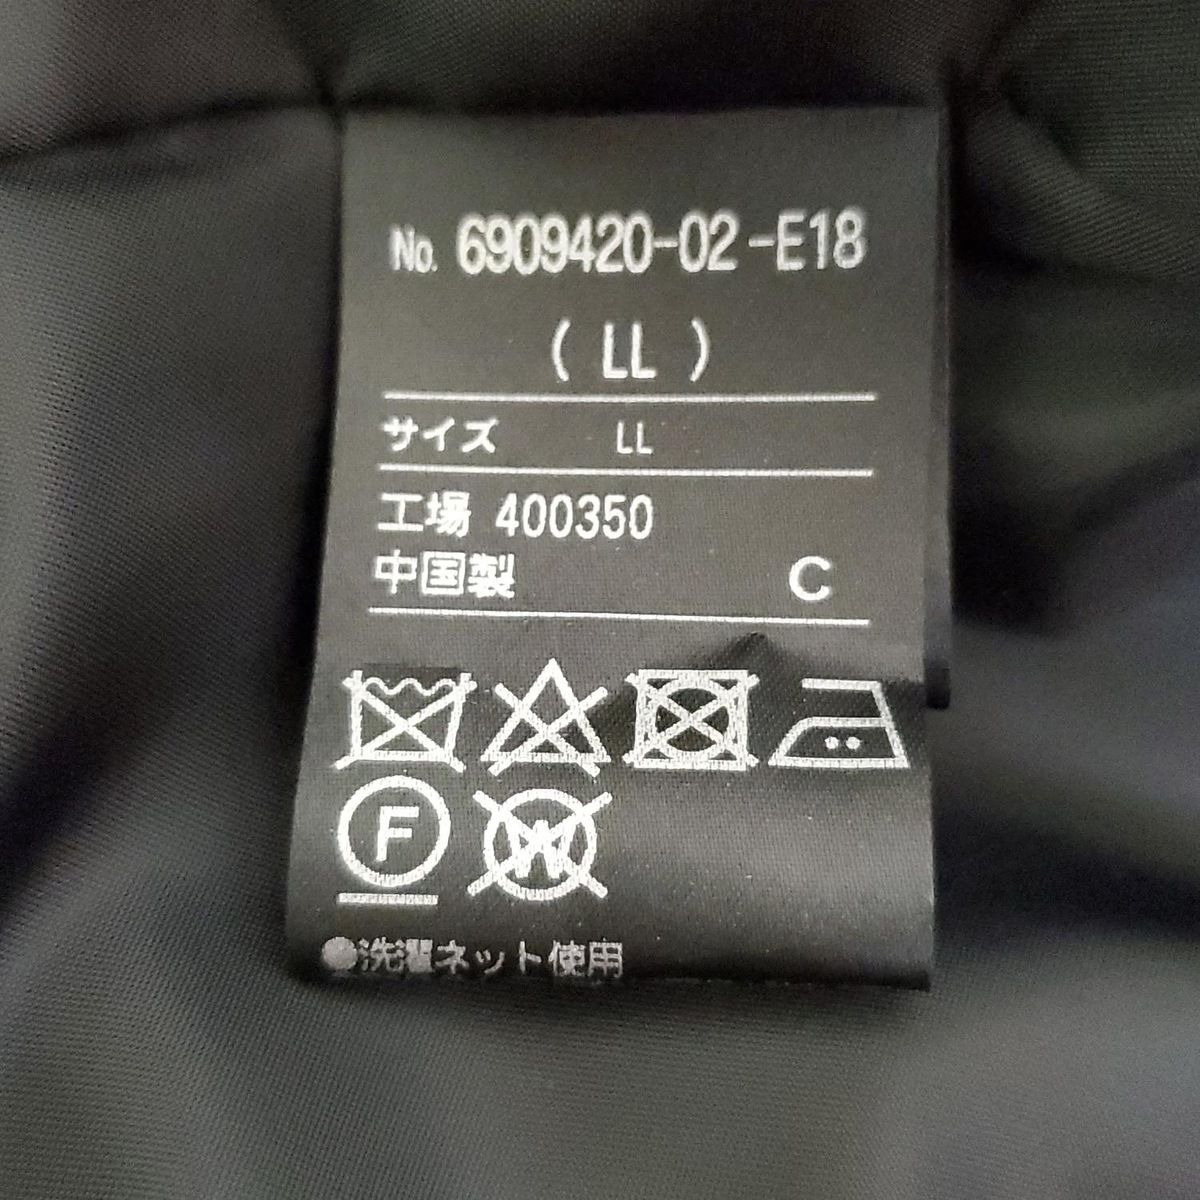 No. 6909420-02-E18
( LL )
サイズ LL
工場 400350
中国製 C
F W
●洗濯ネット使用